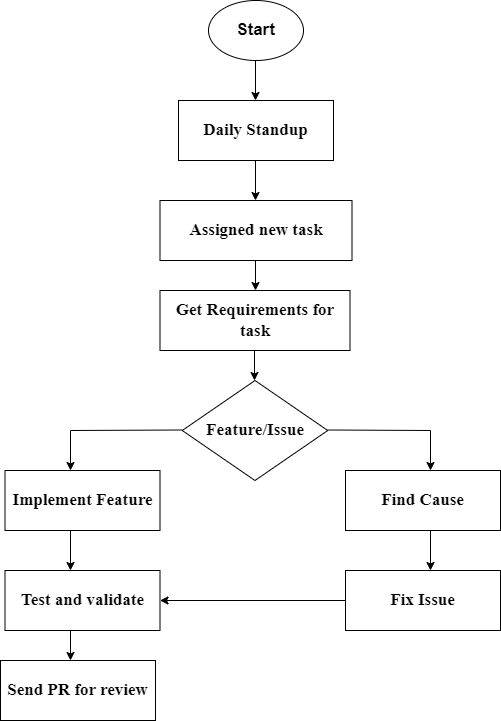 Start
Daily Standup
Assigned new task
Get Requirements for
task
Feature/Issue
Implement Feature
Find Cause
Test and validate
Fix Issue
Send PR for review